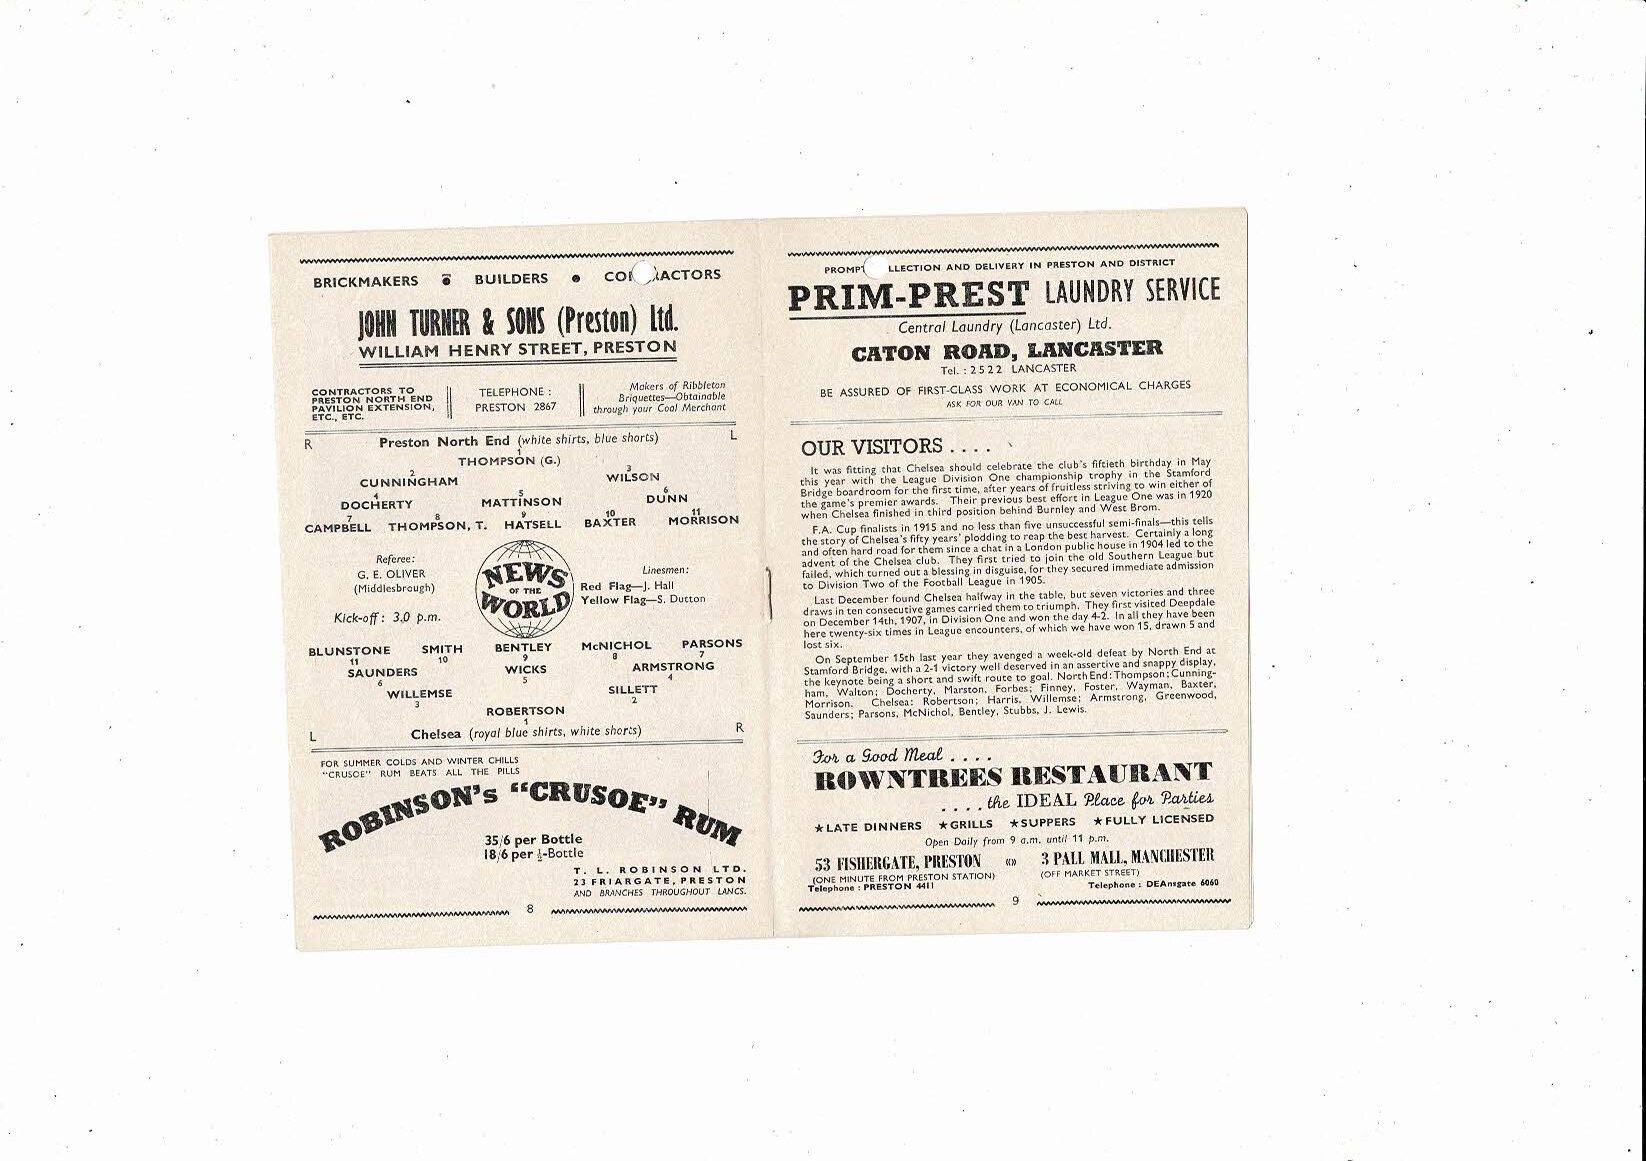 BRICKMAKERS • BUILDERS • CO ACTORS
JOHN TURNER & SONS (Preston) Ltd.
WILLIAM HENRY STREET, PRESTON
CONTRACTORS TO
PRESTON NORTH END
PAVILION EXTENSION,
ETC., ETC.
TELEPHONE :
PRESTON 2867
Makers of Ribbleton
Briquettes—Obtainable
through your Coal Merchant
R Preston North End (white shirts, blue shorts) L
1
THOMPSON (G.)
2 3
CUNNINGHAM WILSON
4 5 6
DOCHERTY MATTINSON DUNN
7 8 9 10 11
CAMPBELL THOMPSON, T. HATSELL BAXTER MORRISON
Referee:
G. E. OLIVER
(Middlesbrough)
Kick-off : 3.0 p.m.
NEWS
OF THE
WORLD
Linesmen:
Red Flag—J. Hall
Yellow Flag—S. Dutton
BLUNSTONE SMITH BENTLEY McNICHOL PARSONS
11 10 9 8 7
SAUNDERS WICKS ARMSTRONG
6 5 4
WILLEMSE SILLETT
3 2
ROBERTSON
1
L Chelsea (royal blue shirts, white shorts) R
FOR SUMMER COLDS AND WINTER CHILLS
"CRUSOE" RUM BEATS ALL THE PILLS
ROBINSON's "CRUSOE" RUM
35/6 per Bottle
18/6 per ½-Bottle
T. L. ROBINSON LTD.
23 FRIARGATE, PRESTON
AND BRANCHES THROUGHOUT LANCS.
8
PROMP LLECTION AND DELIVERY IN PRESTON AND DISTRICT
PRIM-PREST LAUNDRY SERVICE
Central Laundry (Lancaster) Ltd.
CATON ROAD, LANCASTER
Tel. : 2522 LANCASTER
BE ASSURED OF FIRST-CLASS WORK AT ECONOMICAL CHARGES
ASK FOR OUR VAN TO CALL
OUR VISITORS . . . .
It was fitting that Chelsea should celebrate the club's fiftieth birthday in May
this year with the League Division One championship trophy in the Stamford
Bridge boardroom for the first time, after years of fruitless striving to win either of
the game's premier awards. Their previous best effort in League One was in 1920
when Chelsea finished in third position behind Burnley and West Brom.
F.A. Cup finalists in 1915 and no less than five unsuccessful semi-finals—this tells
the story of Chelsea's fifty years' plodding to reap the best harvest. Certainly a long
and often hard road for them since a chat in a London public house in 1904 led to the
advent of the Chelsea club. They first tried to join the old Southern League but
failed, which turned out a blessing in disguise, for they secured immediate admission
to Division Two of the Football League in 1905.
Last December found Chelsea halfway in the table, but seven victories and three
draws in ten consecutive games carried them to triumph. They first visited Deepdale
on December 14th, 1907, in Division One and won the day 4-2. In all they have been
here twenty-six times in League encounters, of which we have won 15, drawn 5 and
lost six.
On September 15th last year they avenged a week-old defeat by North End at
Stamford Bridge, with a 2-1 victory well deserved in an assertive and snappy display,
the keynote being a short and swift route to goal. North End: Thompson; Cunning-
ham, Walton; Docherty, Marston, Forbes; Finney, Foster, Wayman, Baxter,
Morrison. Chelsea: Robertson; Harris, Willemse; Armstrong, Greenwood,
Saunders; Parsons, McNichol, Bentley, Stubbs, J. Lewis.
For a Good Meal . . . .
ROWNTREES RESTAURANT
. . . . the IDEAL Place for Parties
★LATE DINNERS ★GRILLS ★SUPPERS ★FULLY LICENSED
Open Daily from 9 a.m. until 11 p.m.
53 FISHERGATE, PRESTON «» 3 PALL MALL, MANCHESTER
(ONE MINUTE FROM PRESTON STATION) (OFF MARKET STREET)
Telephone : PRESTON 4411 Telephone : DEAnsgate 6060
9